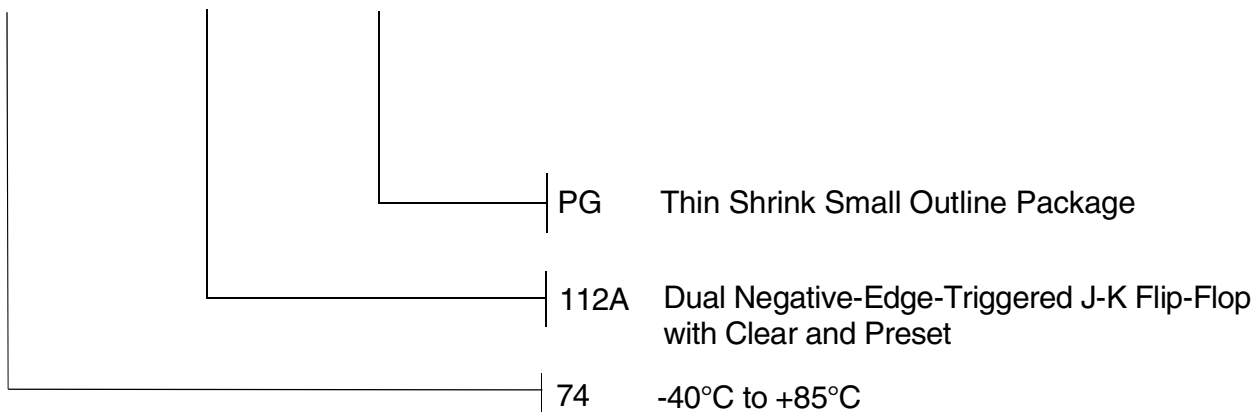 PG Thin Shrink Small Outline Package
112A Dual Negative-Edge-Triggered J-K Flip-Flop
with Clear and Preset
74 -40°C to +85°C